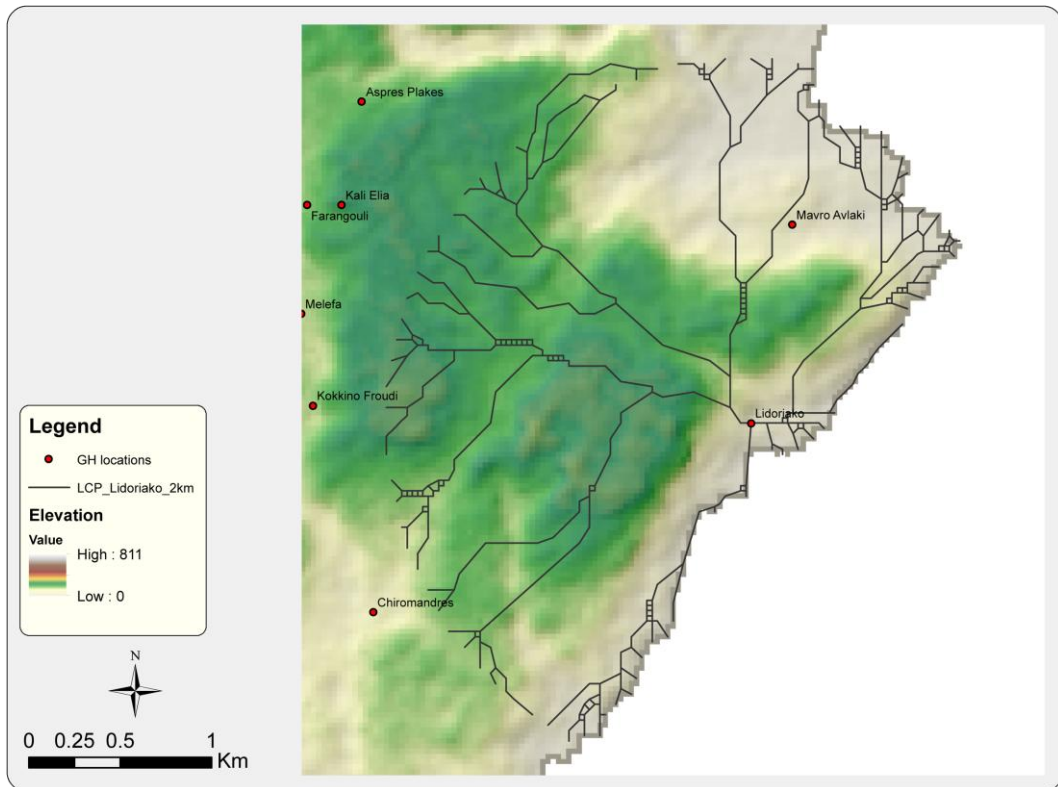 Aspres Plakes
Kali Elia
Farangouli
Mavro Avlaki
Melefa
Kokkino Froudi
Lidoriako
Chiromandres
Legend
GH locations
LCP_Lidoriako_2km
Elevation
Value
High : 811
Low : 0
N
0 0.25 0.5 1
Km